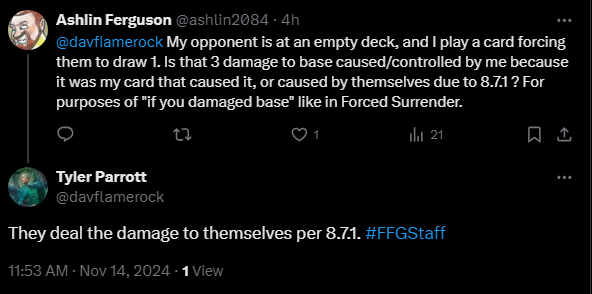 Ashlin Ferguson @ashlin2084 · 4h
@davflamerock My opponent is at an empty deck, and I play a card forcing
them to draw 1. Is that 3 damage to base caused/controlled by me because
it was my card that caused it, or caused by themselves due to 8.7.1 ? For
purposes of "if you damaged base" like in Forced Surrender.
1
21
Tyler Parrott
@davflamerock
They deal the damage to themselves per 8.7.1. #FFGStaff
11:53 AM · Nov 14, 2024 · 1 View